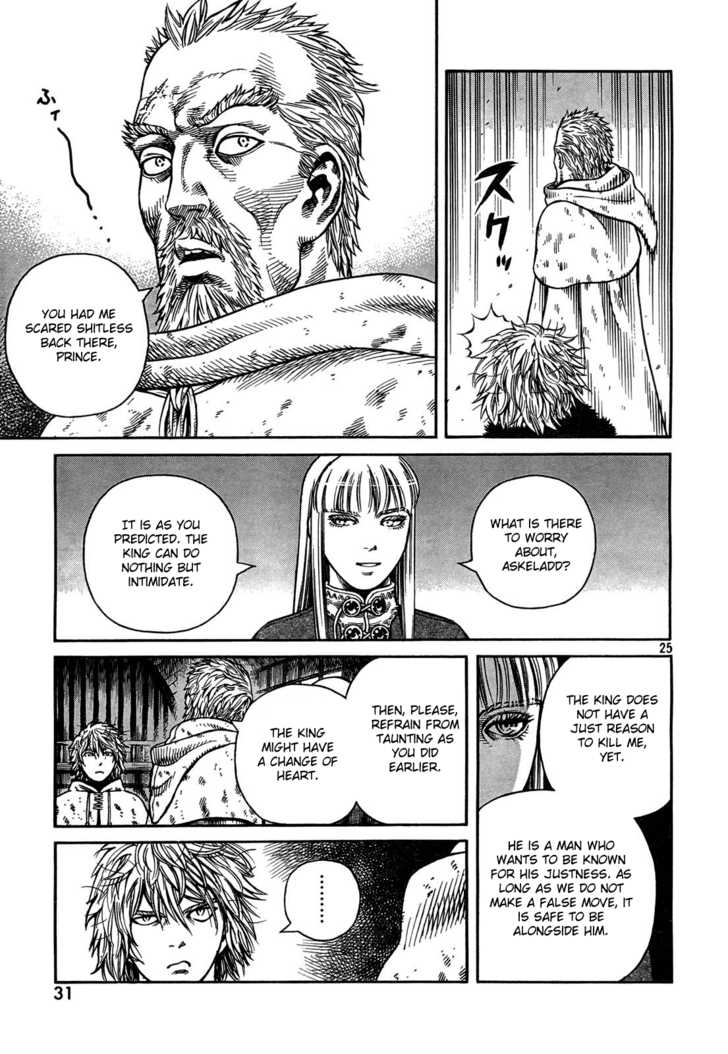 スクッ
ふィ
YOU HAD ME
SCARED SHITLESS
BACK THERE,
PRINCE.
WHAT IS THERE
TO WORRY
ABOUT,
ASKELADD?
IT IS AS YOU
PREDICTED. THE
KING CAN DO
NOTHING BUT
INTIMIDATE.
25
THE KING DOES
NOT HAVE A
JUST REASON
TO KILL ME,
YET.
HE IS A MAN WHO
WANTS TO BE KNOWN
FOR HIS JUSTNESS. AS
LONG AS WE DO NOT
MAKE A FALSE MOVE, IT
IS SAFE TO BE
ALONGSIDE HIM.
THEN, PLEASE,
REFRAIN FROM
TAUNTING AS
YOU DID
EARLIER.
THE KING
MIGHT HAVE
A CHANGE OF
HEART.
........
31